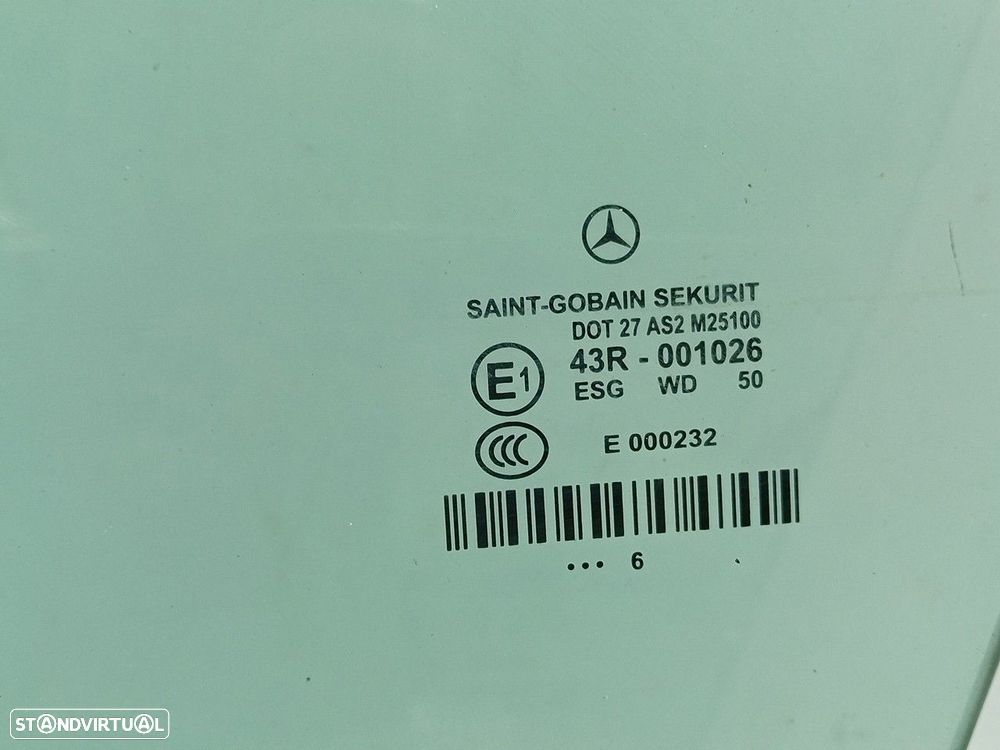 SAINT-GOBAIN SEKURIT
DOT 27 AS2 M25100
43R - 001026
E1
ESG WD 50
CCC
E 000232
... 6 .
STANDVIRTUAL